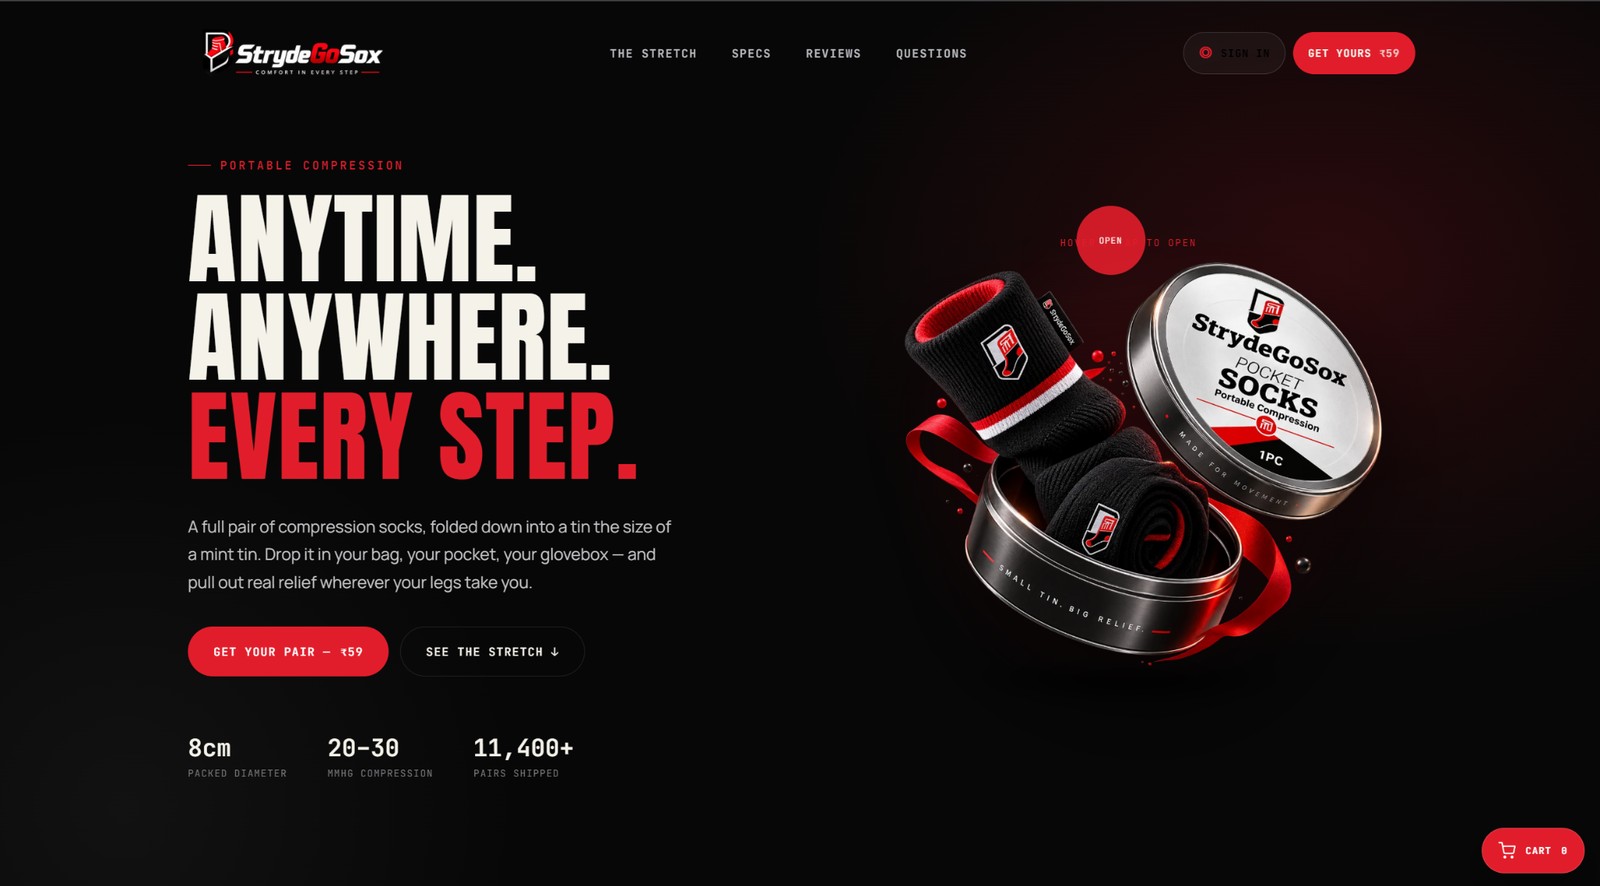 StrydeGoSox
COMFORT IN EVERY STEP
THE STRETCH
SPECS
REVIEWS
QUESTIONS
SIGN IN
GET YOURS ₹59
PORTABLE COMPRESSION
ANYTIME.
ANYWHERE.
EVERY STEP.
A full pair of compression socks, folded down into a tin the size of
a mint tin. Drop it in your bag, your pocket, your glovebox — and
pull out real relief wherever your legs take you.
GET YOUR PAIR — ₹59
SEE THE STRETCH ↓
8cm
PACKED DIAMETER
20–30
MMHG COMPRESSION
11,400+
PAIRS SHIPPED
OPEN
TO OPEN
StrydeGoSox
StrydeGoSox
POCKET
SOCKS
Portable Compression
1PC
MADE FOR MOVEMENT
SMALL TIN. BIG RELIEF.
CART 0